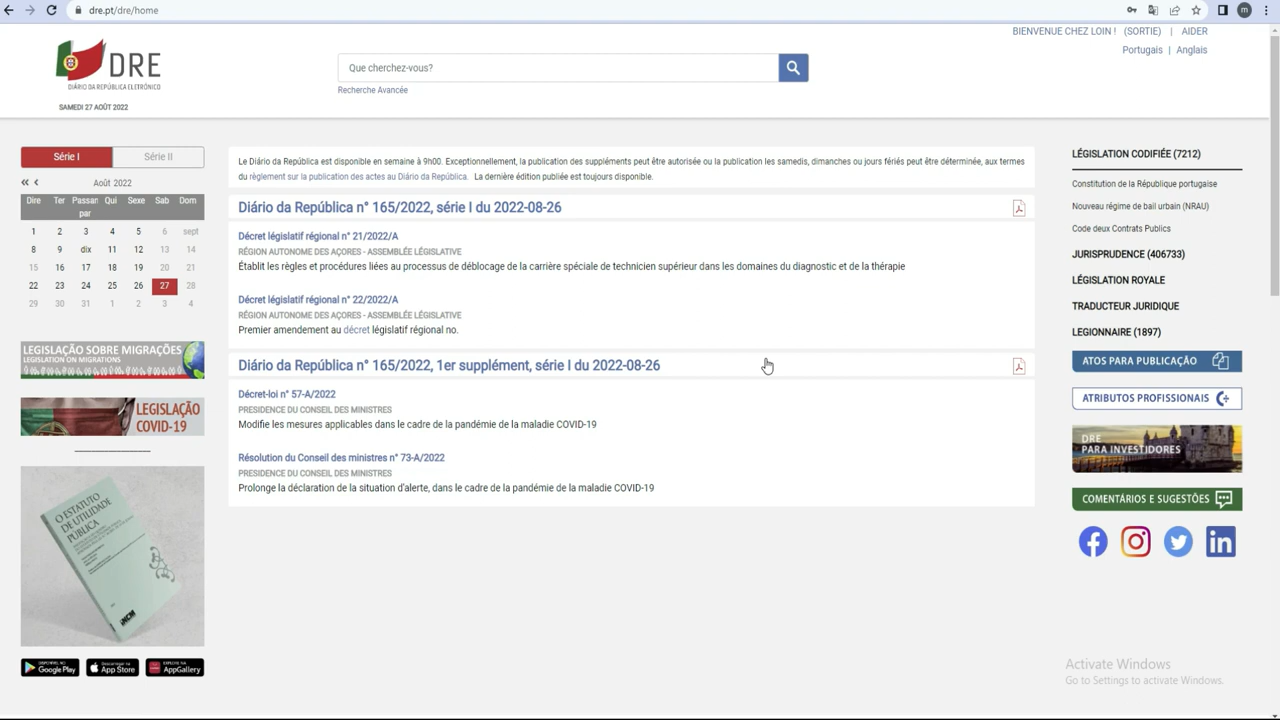 dre.pt/dre/home
m
BIENVENUE CHEZ LOIN ! (SORTIE) | AIDER
Portugais | Anglais
DRE
DIÁRIO DA REPÚBLICA ELETRÓNICO
SAMEDI 27 AOÛT 2022
Que cherchez-vous?
Recherche Avancée
Série I Série II
« ‹ Août 2022
Dire Ter Passar par Qui Sexe Sab Dom
1 2 3 4 5 6 sept
8 9 dix 11 12 13 14
15 16 17 18 19 20 21
22 23 24 25 26 27 28
29 30 31 1 2 3 4
LEGISLAÇÃO SOBRE MIGRAÇÕES
LEGISLATION ON MIGRATIONS
LEGISLAÇÃO
COVID-19
O ESTATUTO
DE UTILIDADE
PÚBLICA
INCM
DISPONÍVEL NO
Google Play
Descarregar na
App Store
EXPLORE NA
AppGallery
Le Diário da República est disponible en semaine à 9h00. Exceptionnellement, la publication des suppléments peut être autorisée ou la publication les samedis, dimanches ou jours fériés peut être déterminée, aux termes
du règlement sur la publication des actes au Diário da República. La dernière édition publiée est toujours disponible.
Diário da República n° 165/2022, série I du 2022-08-26
Décret législatif régional n° 21/2022/A
RÉGION AUTONOME DES AÇORES - ASSEMBLÉE LÉGISLATIVE
Établit les règles et procédures liées au processus de déblocage de la carrière spéciale de technicien supérieur dans les domaines du diagnostic et de la thérapie
Décret législatif régional n° 22/2022/A
RÉGION AUTONOME DES AÇORES - ASSEMBLÉE LÉGISLATIVE
Premier amendement au décret législatif régional no.
Diário da República n° 165/2022, 1er supplément, série I du 2022-08-26
Décret-loi n° 57-A/2022
PRESIDENCE DU CONSEIL DES MINISTRES
Modifie les mesures applicables dans le cadre de la pandémie de la maladie COVID-19
Résolution du Conseil des ministres n° 73-A/2022
PRESIDENCE DU CONSEIL DES MINISTRES
Prolonge la déclaration de la situation d'alerte, dans le cadre de la pandémie de la maladie COVID-19
LÉGISLATION CODIFIÉE (7212)
Constitution de la République portugaise
Nouveau régime de bail urbain (NRAU)
Code deux Contrats Publics
JURISPRUDENCE (406733)
LÉGISLATION ROYALE
TRADUCTEUR JURIDIQUE
LEGIONNAIRE (1897)
ATOS PARA PUBLICAÇÃO
ATRIBUTOS PROFISSIONAIS
DRE
PARA INVESTIDORES
COMENTÁRIOS E SUGESTÕES
Activate Windows
Go to Settings to activate Windows.